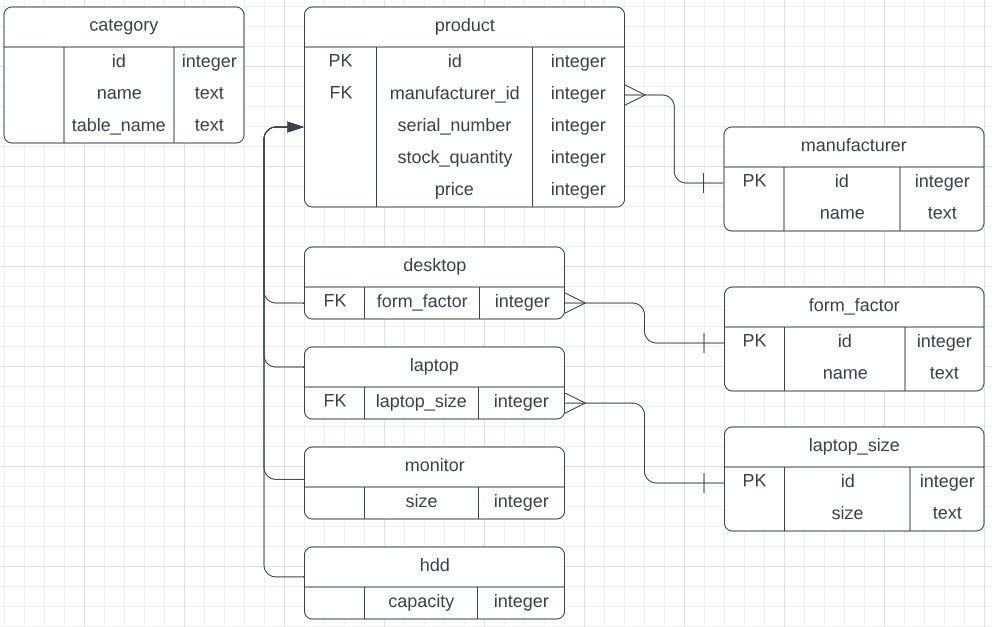 category
id integer
name text
table_name text
product
PK id integer
FK manufacturer_id integer
serial_number integer
stock_quantity integer
price integer
manufacturer
PK id integer
name text
desktop
FK form_factor integer
form_factor
PK id integer
name text
laptop
FK laptop_size integer
laptop_size
PK id integer
size text
monitor
size integer
hdd
capacity integer